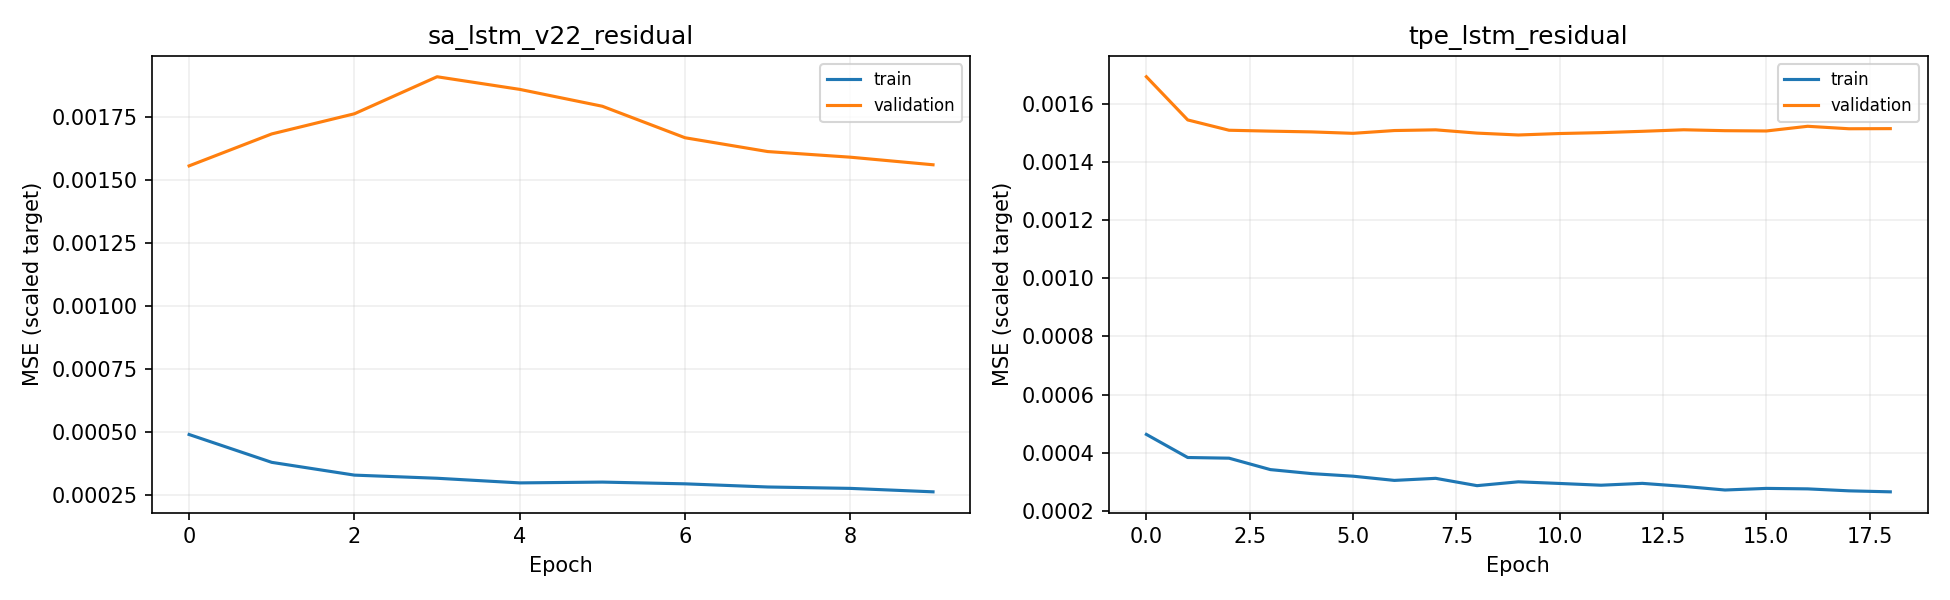 sa_lstm_v22_residual
train
validation
MSE (scaled target)
0.00175
0.00150
0.00125
0.00100
0.00075
0.00050
0.00025
0
2
4
6
8
Epoch
tpe_lstm_residual
train
validation
MSE (scaled target)
0.0016
0.0014
0.0012
0.0010
0.0008
0.0006
0.0004
0.0002
0.0
2.5
5.0
7.5
10.0
12.5
15.0
17.5
Epoch